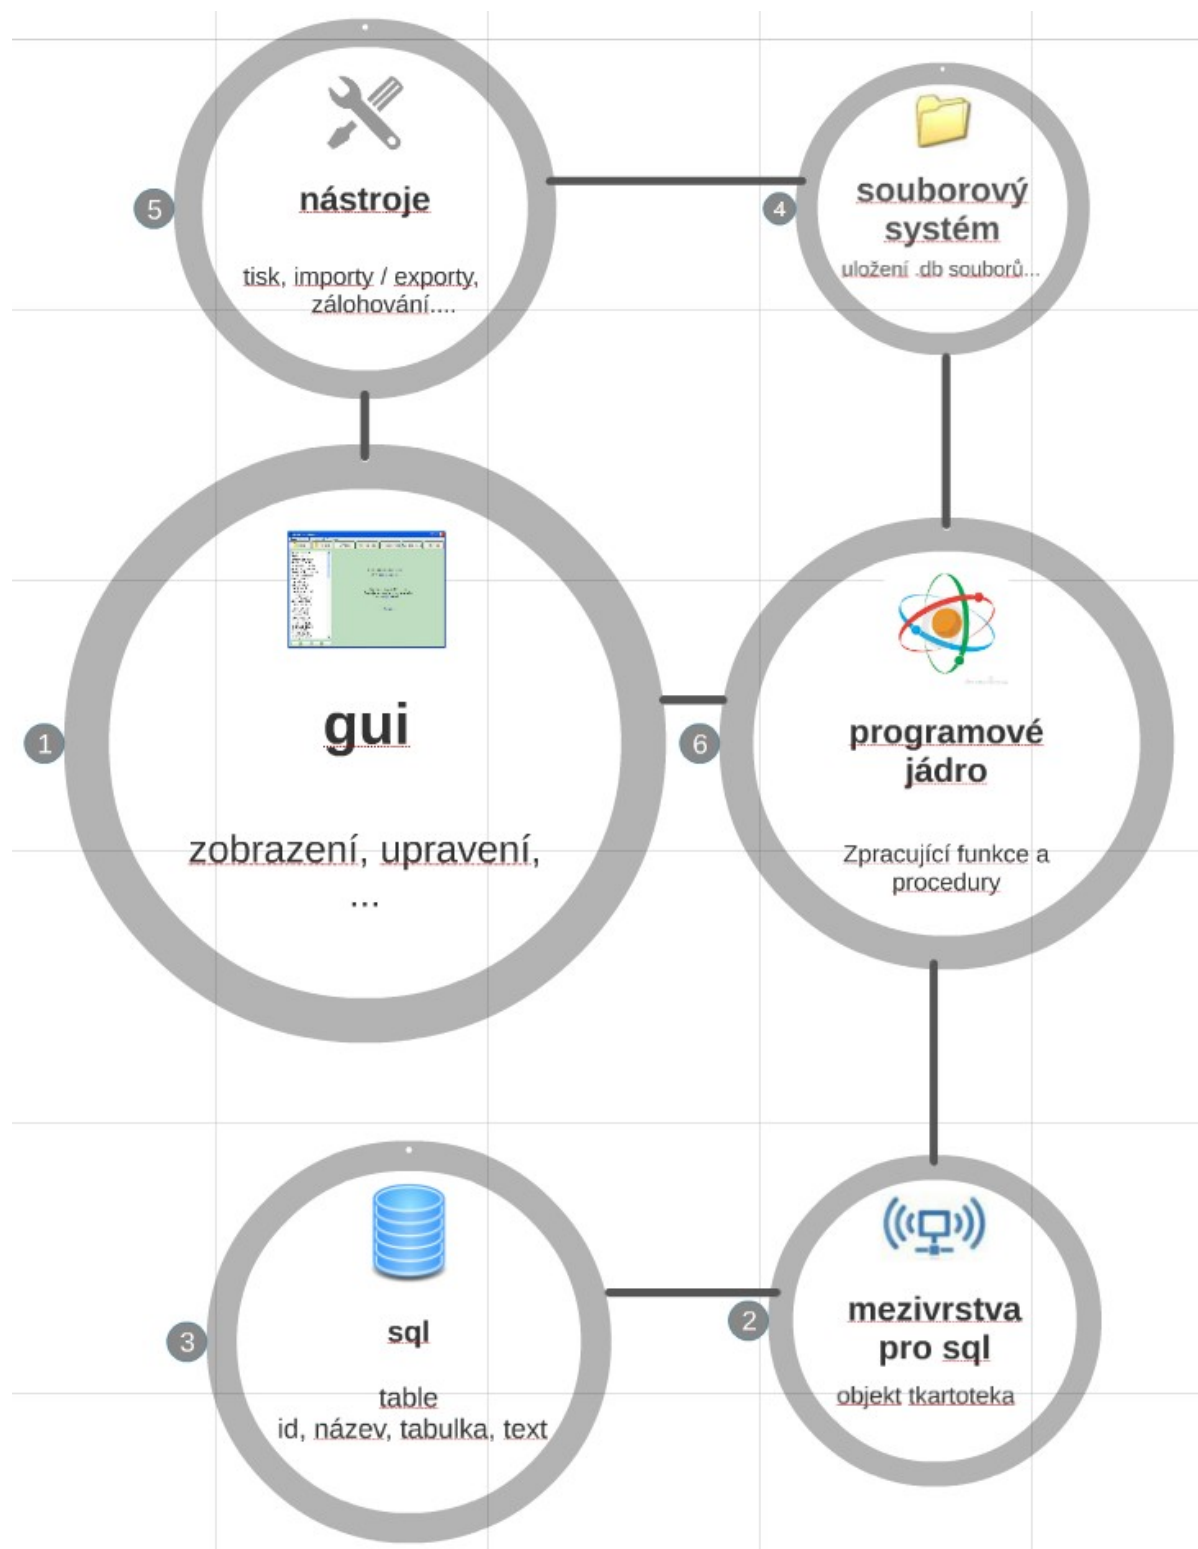 5
nástroje
tisk, importy / exporty,
zálohování....
4
souborový
systém
uložení .db souborů...
1
gui
zobrazení, upravení,
...
6
programové
jádro
Zpracující funkce a
procedury
3
sql
table
id, název, tabulka, text
2
mezivrstva
pro sql
objekt tkartoteka